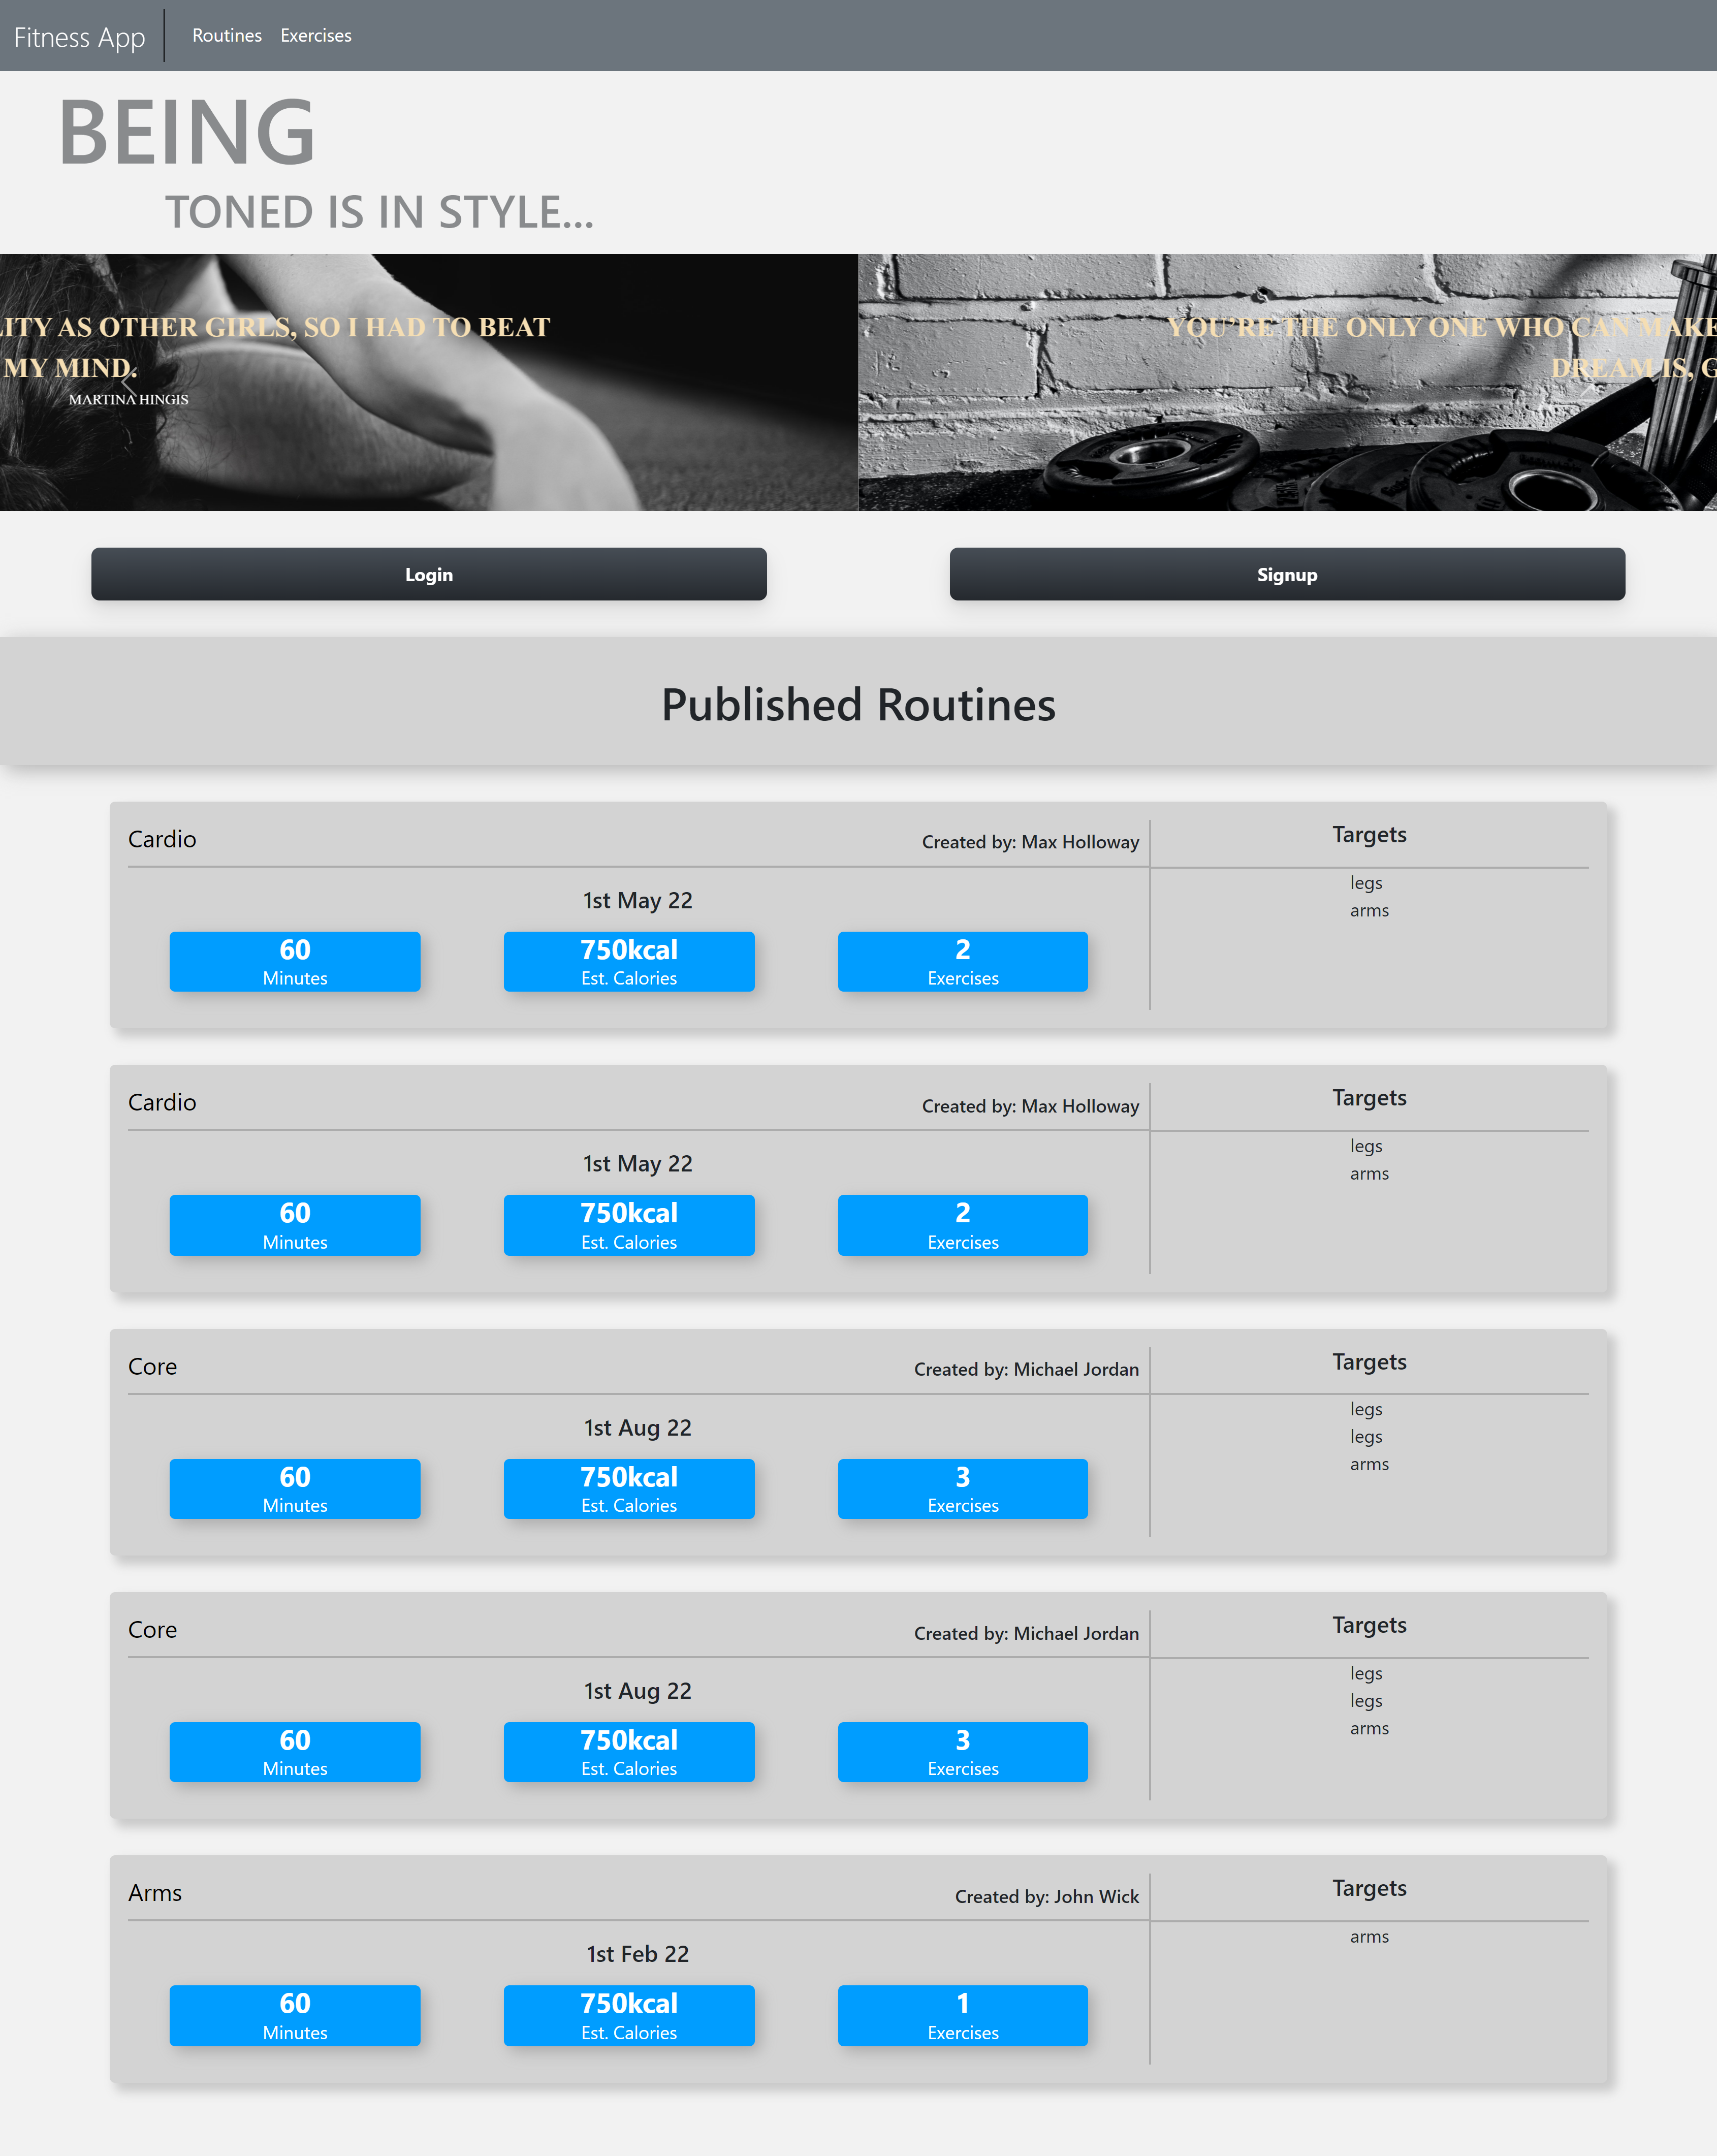 Fitness App
Routines
Exercises
BEING
TONED IS IN STYLE...
AS OTHER GIRLS, SO I HAD TO BEAT
MY MIND.
MARTINA HINGIS
YOU'RE THE ONLY ONE WHO CAN MAKE
DREAM IS, G
Login
Signup
Published Routines
Cardio
Created by: Max Holloway
Targets
1st May 22
legs
arms
60
Minutes
750kcal
Est. Calories
2
Exercises
Cardio
Created by: Max Holloway
Targets
1st May 22
legs
arms
60
Minutes
750kcal
Est. Calories
2
Exercises
Core
Created by: Michael Jordan
Targets
1st Aug 22
legs
legs
arms
60
Minutes
750kcal
Est. Calories
3
Exercises
Core
Created by: Michael Jordan
Targets
1st Aug 22
legs
legs
arms
60
Minutes
750kcal
Est. Calories
3
Exercises
Arms
Created by: John Wick
Targets
1st Feb 22
arms
60
Minutes
750kcal
Est. Calories
1
Exercises